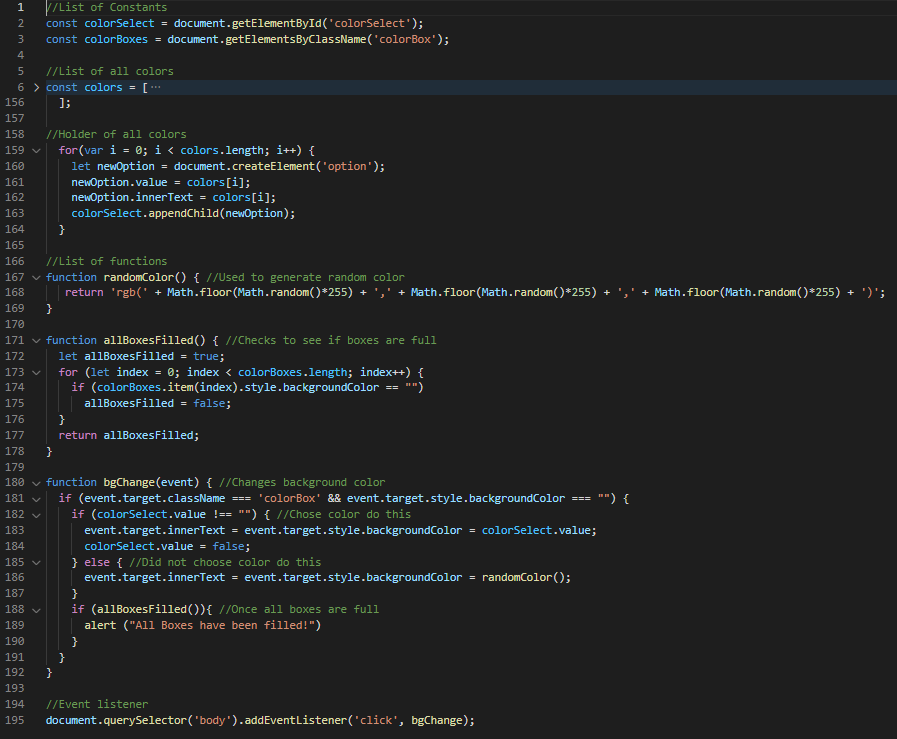 1 //List of Constants
2 const colorSelect = document.getElementById('colorSelect');
3 const colorBoxes = document.getElementsByClassName('colorBox');
4
5 //List of all colors
6 const colors = [ ···
156 ];
157
158 //Holder of all colors
159 for(var i = 0; i < colors.length; i++) {
160 let newOption = document.createElement('option');
161 newOption.value = colors[i];
162 newOption.innerText = colors[i];
163 colorSelect.appendChild(newOption);
164 }
165
166 //List of functions
167 function randomColor() { //Used to generate random color
168 return 'rgb(' + Math.floor(Math.random()*255) + ',' + Math.floor(Math.random()*255) + ',' + Math.floor(Math.random()*255) + ')';
169 }
170
171 function allBoxesFilled() { //Checks to see if boxes are full
172 let allBoxesFilled = true;
173 for (let index = 0; index < colorBoxes.length; index++) {
174 if (colorBoxes.item(index).style.backgroundColor == "")
175 allBoxesFilled = false;
176 }
177 return allBoxesFilled;
178 }
179
180 function bgChange(event) { //Changes background color
181 if (event.target.className === 'colorBox' && event.target.style.backgroundColor === "") {
182 if (colorSelect.value !== "") { //Chose color do this
183 event.target.innerText = event.target.style.backgroundColor = colorSelect.value;
184 colorSelect.value = false;
185 } else { //Did not choose color do this
186 event.target.innerText = event.target.style.backgroundColor = randomColor();
187 }
188 if (allBoxesFilled()){ //Once all boxes are full
189 alert ("All Boxes have been filled!")
190 }
191 }
192 }
193
194 //Event listener
195 document.querySelector('body').addEventListener('click', bgChange);